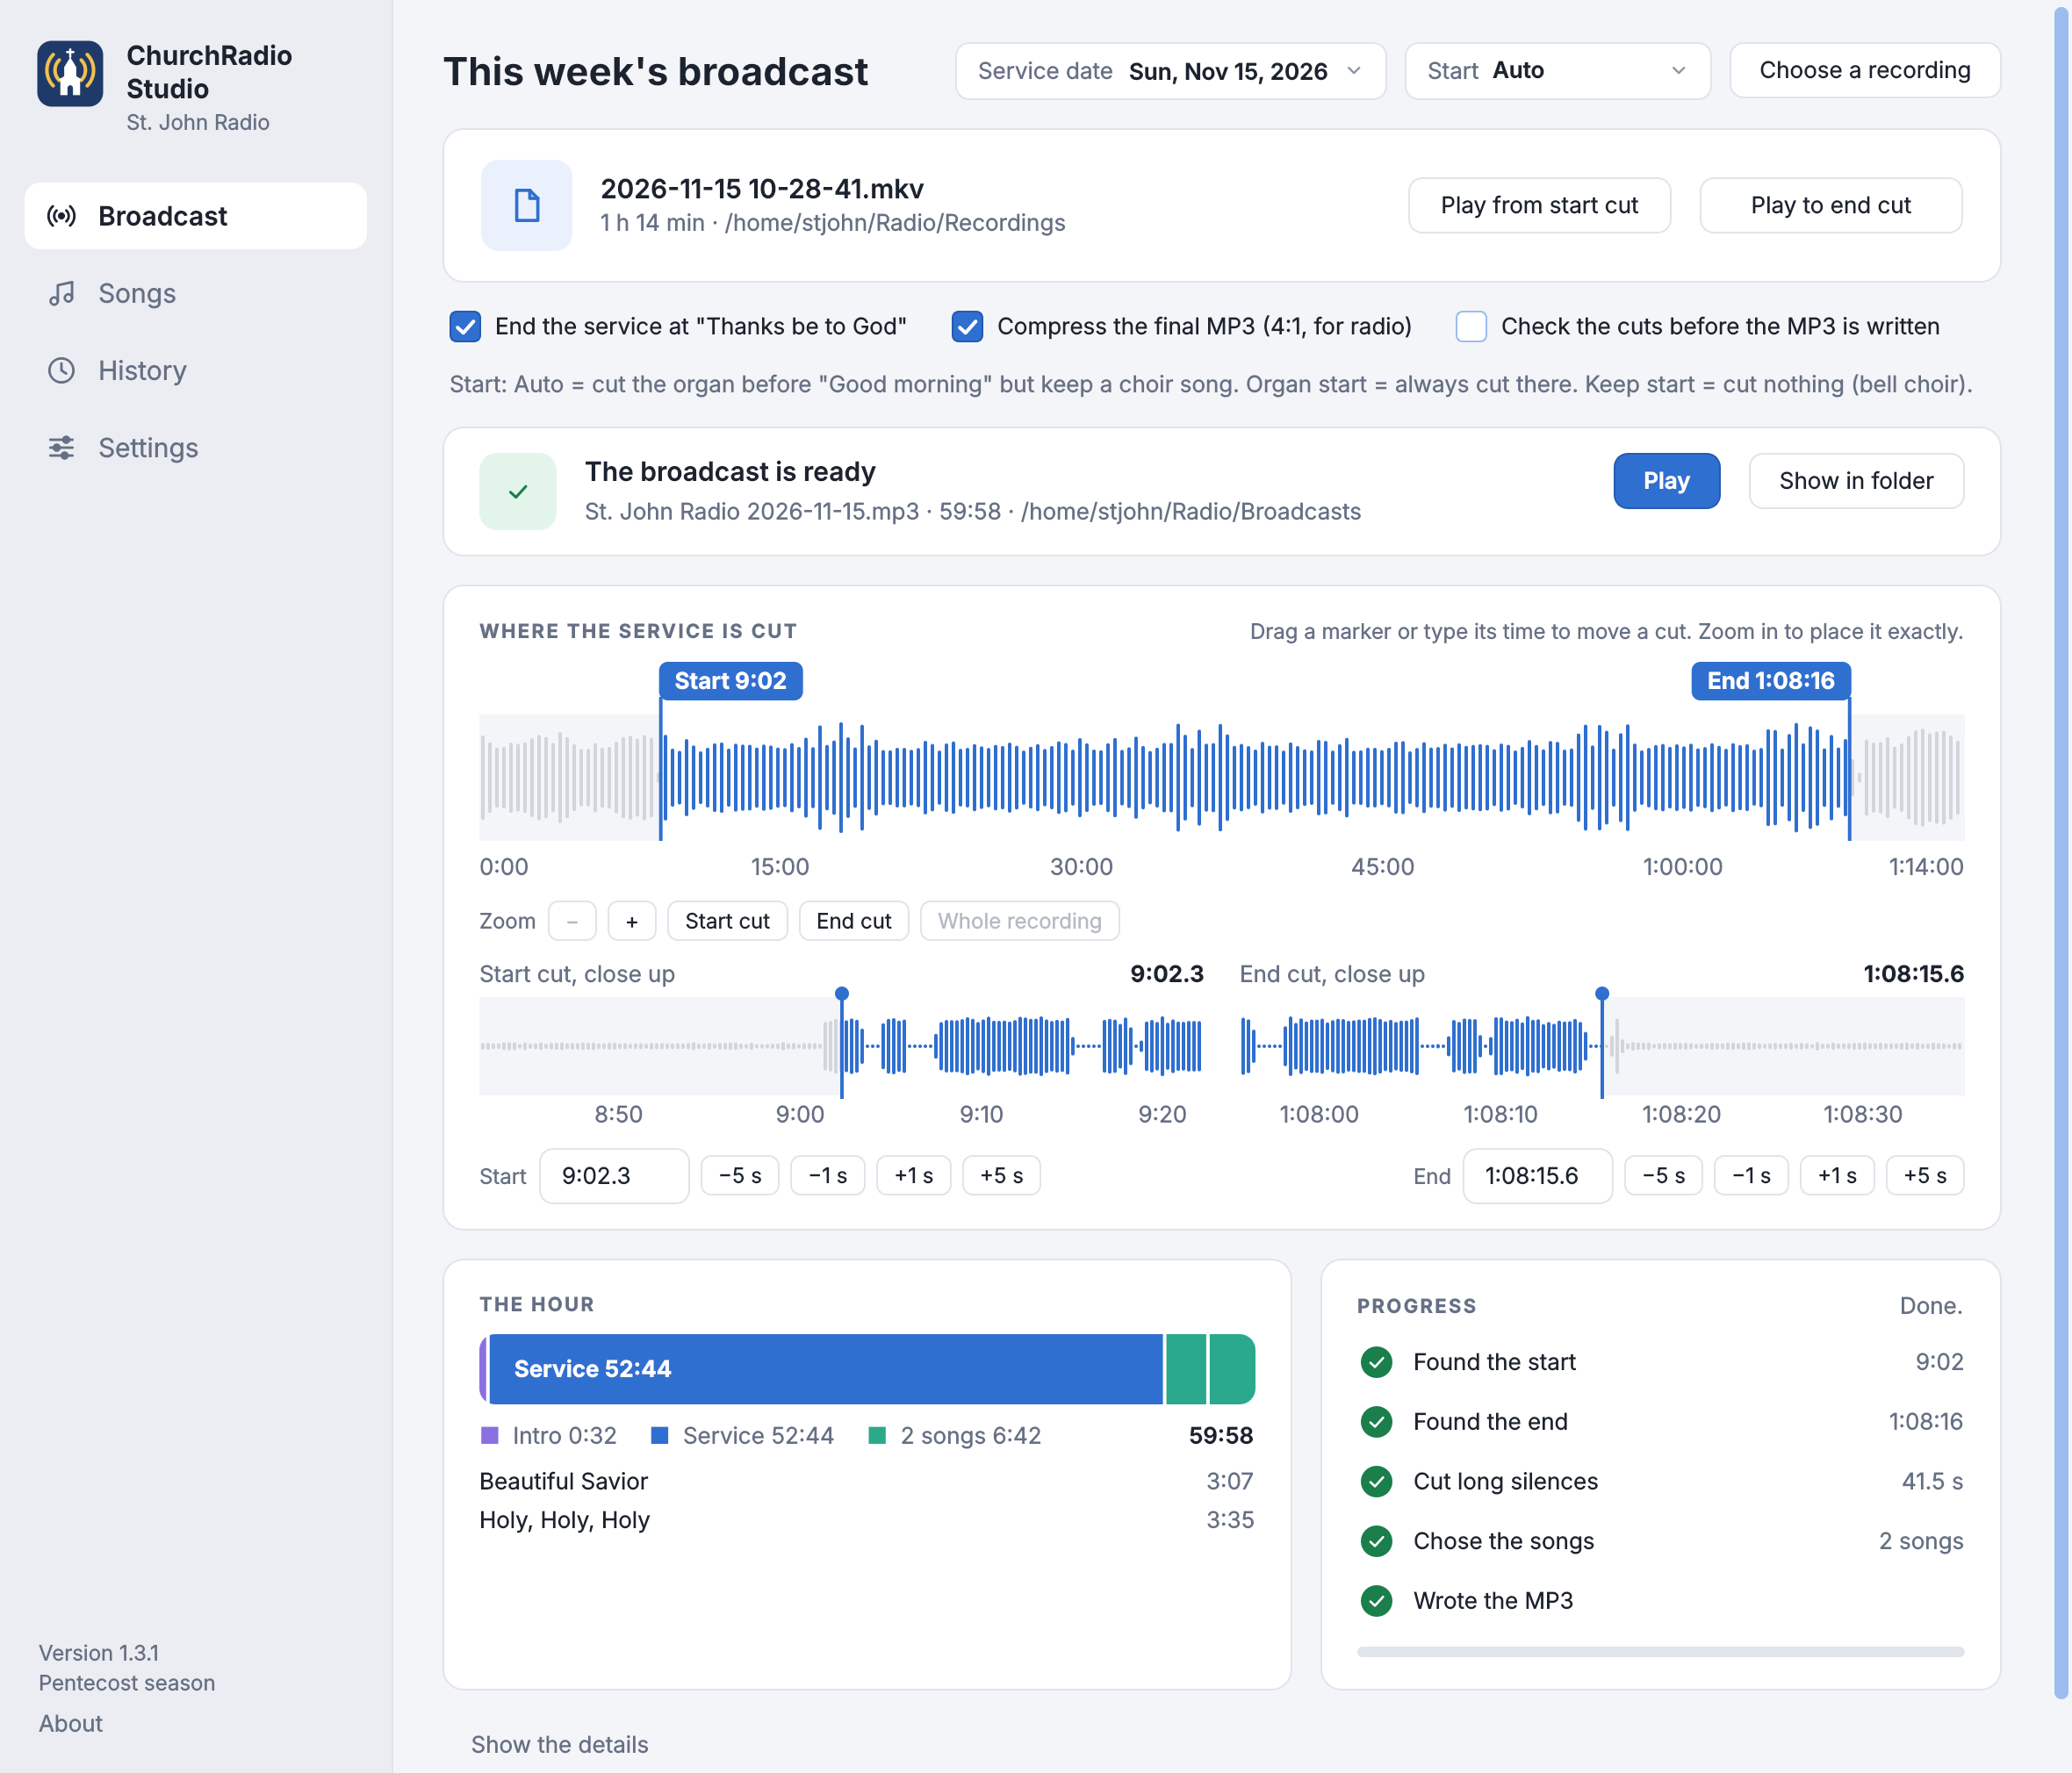 ChurchRadio
Studio
St. John Radio
Broadcast
Songs
History
Settings
Version 1.3.1
Pentecost season
About
This week's broadcast
Service date Sun, Nov 15, 2026
Start Auto
Choose a recording
2026-11-15 10-28-41.mkv
1 h 14 min · /home/stjohn/Radio/Recordings
Play from start cut
Play to end cut
End the service at "Thanks be to God"
Compress the final MP3 (4:1, for radio)
Check the cuts before the MP3 is written
Start: Auto = cut the organ before "Good morning" but keep a choir song. Organ start = always cut there. Keep start = cut nothing (bell choir).
The broadcast is ready
St. John Radio 2026-11-15.mp3 · 59:58 · /home/stjohn/Radio/Broadcasts
Play
Show in folder
WHERE THE SERVICE IS CUT
Drag a marker or type its time to move a cut. Zoom in to place it exactly.
Start 9:02
End 1:08:16
0:00 15:00 30:00 45:00 1:00:00 1:14:00
Zoom − + Start cut End cut Whole recording
Start cut, close up 9:02.3
End cut, close up 1:08:15.6
8:50 9:00 9:10 9:20
1:08:00 1:08:10 1:08:20 1:08:30
Start 9:02.3 −5 s −1 s +1 s +5 s
End 1:08:15.6 −5 s −1 s +1 s +5 s
THE HOUR
Service 52:44
Intro 0:32 Service 52:44 2 songs 6:42 59:58
Beautiful Savior 3:07
Holy, Holy, Holy 3:35
PROGRESS Done.
Found the start 9:02
Found the end 1:08:16
Cut long silences 41.5 s
Chose the songs 2 songs
Wrote the MP3
Show the details